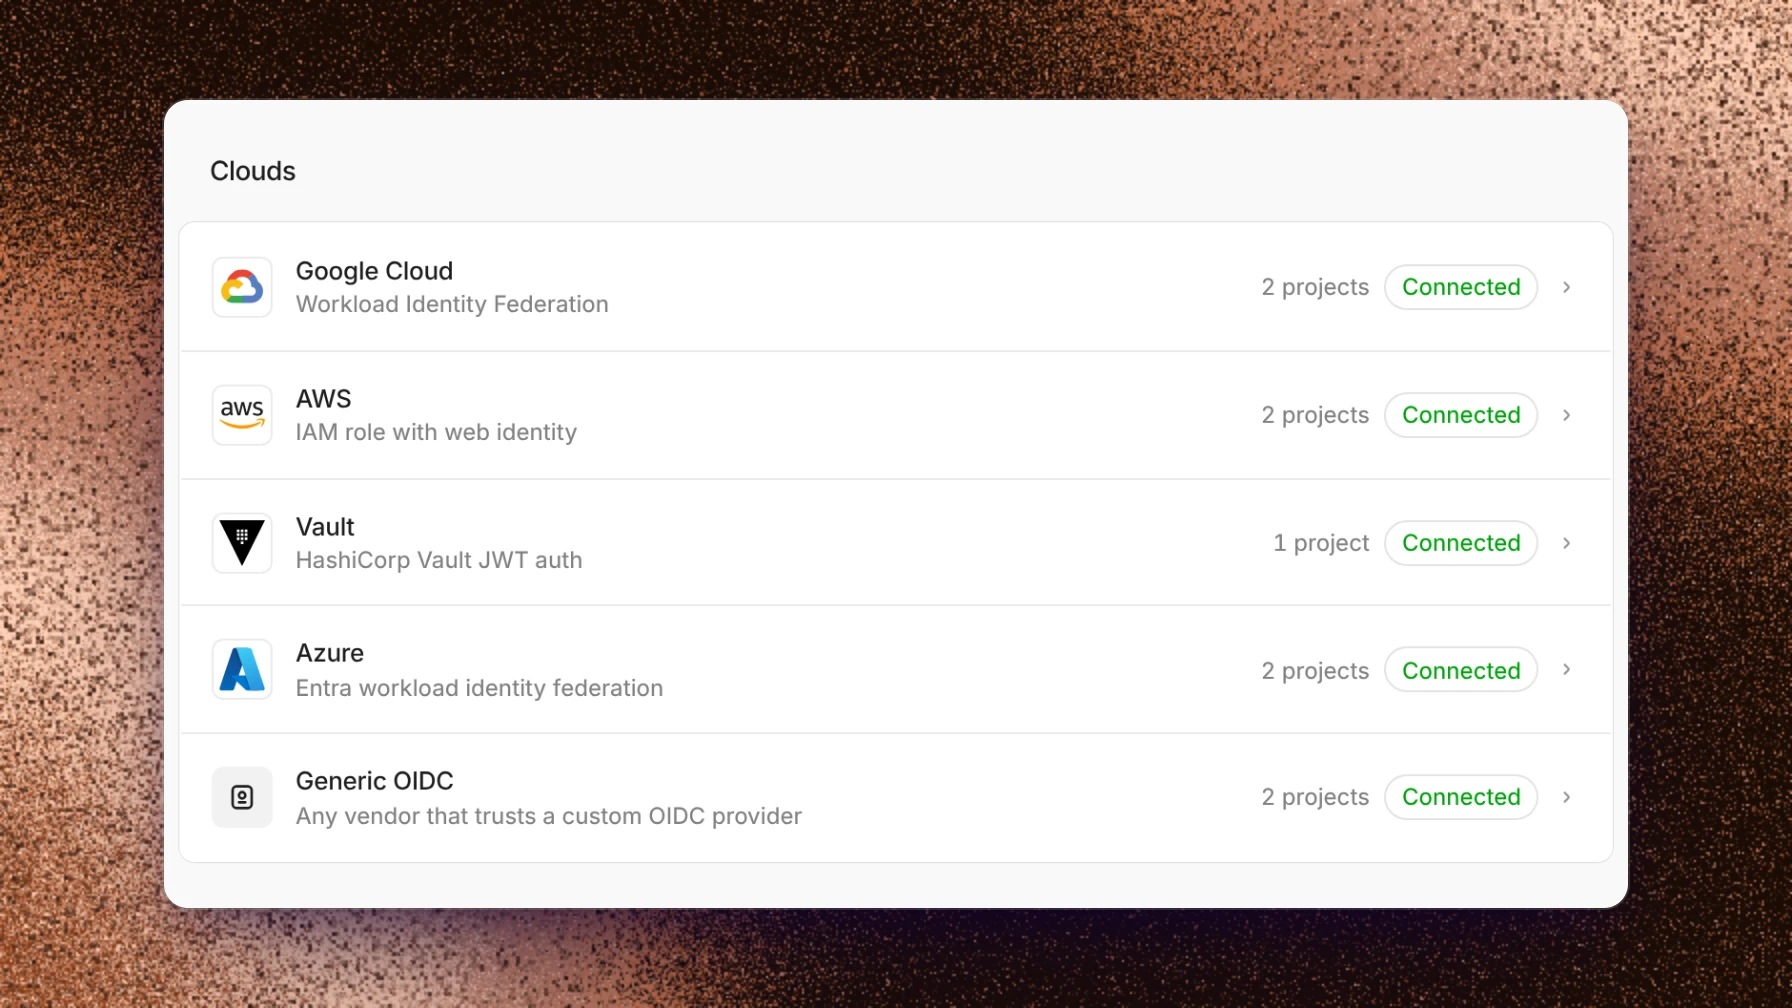 Clouds
Google Cloud
Workload Identity Federation
2 projects
Connected
aws
AWS
IAM role with web identity
2 projects
Connected
Vault
HashiCorp Vault JWT auth
1 project
Connected
Azure
Entra workload identity federation
2 projects
Connected
Generic OIDC
Any vendor that trusts a custom OIDC provider
2 projects
Connected